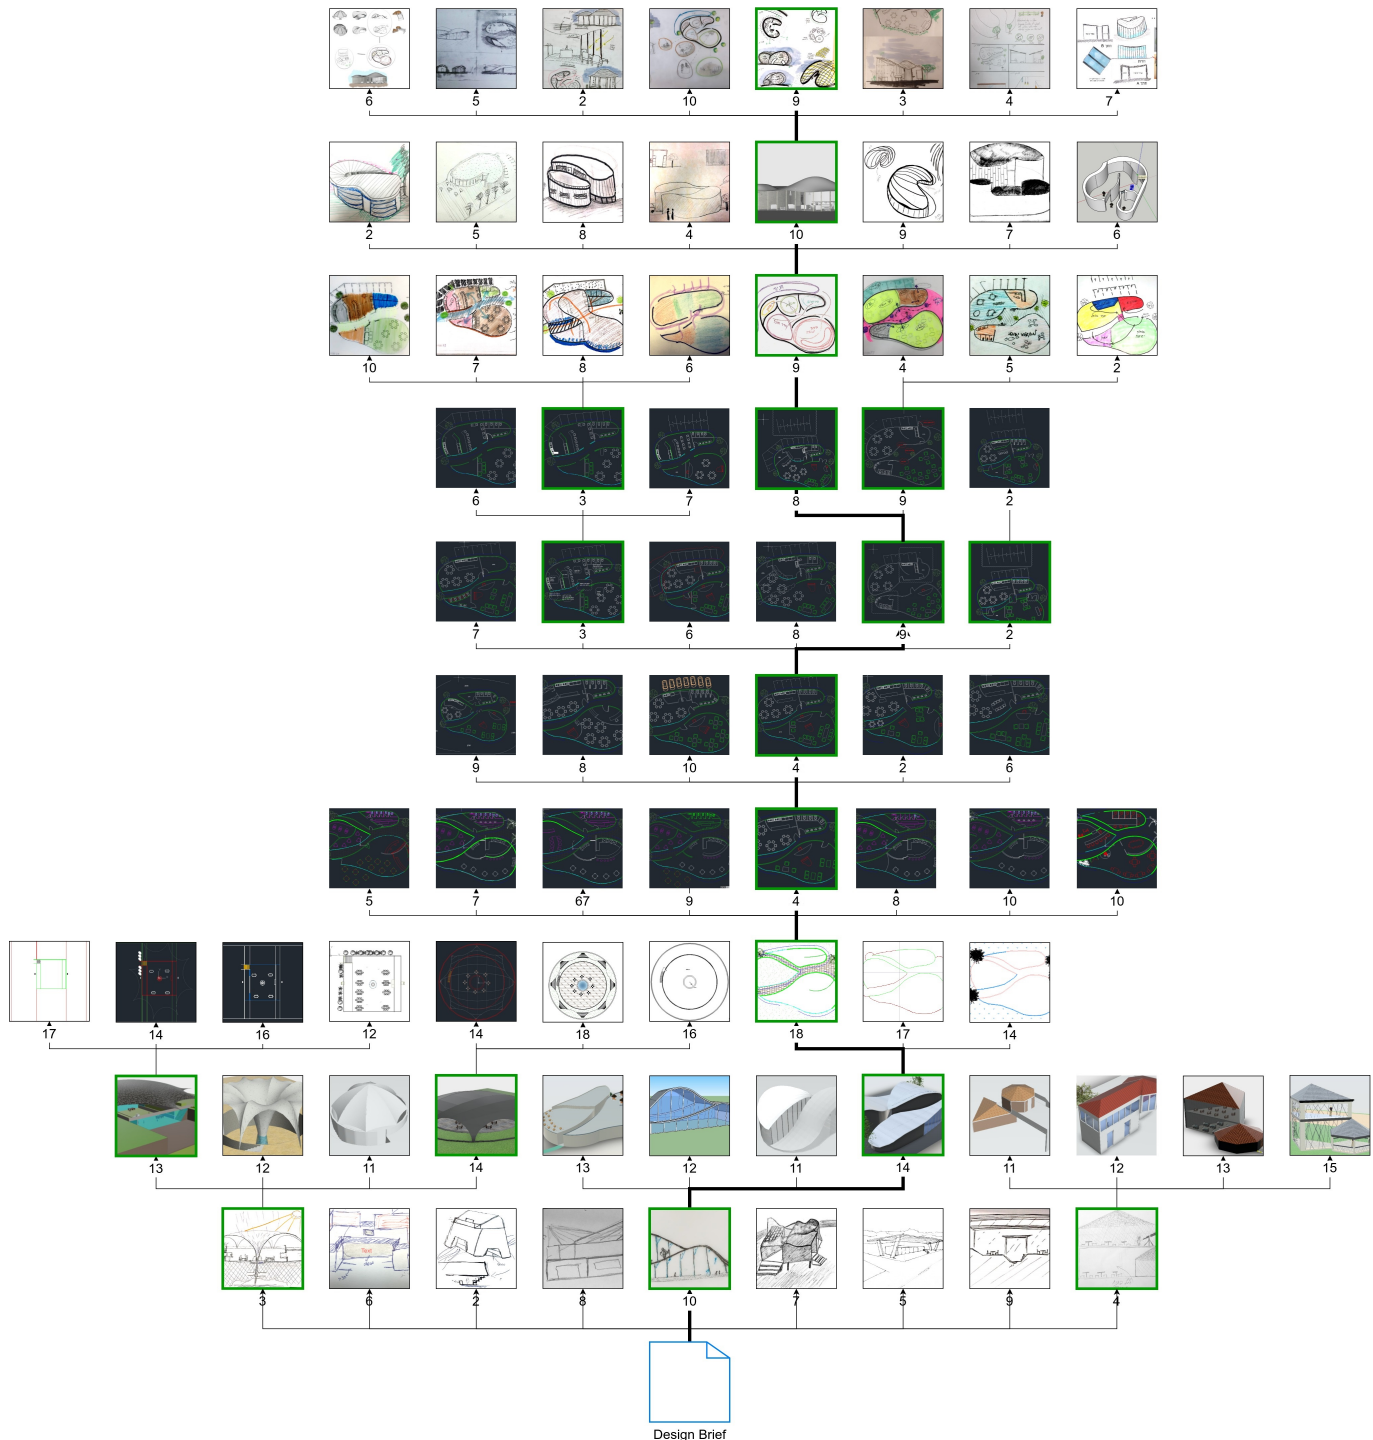 6 5 2 10 9 3 4 7
2 5 8 4 10 9 7 6
10 7 8 6 9 4 5 2
6 3 7 8 9 2
7 3 6 8 9 2
9 8 10 4 2 6
5 7 67 9 4 8 10 10
17 14 16 12 14 18 16 18 17 14
13 12 11 14 13 12 11 14 11 12 13 15
Text
3 6 2 8 10 7 5 9 4
Design Brief